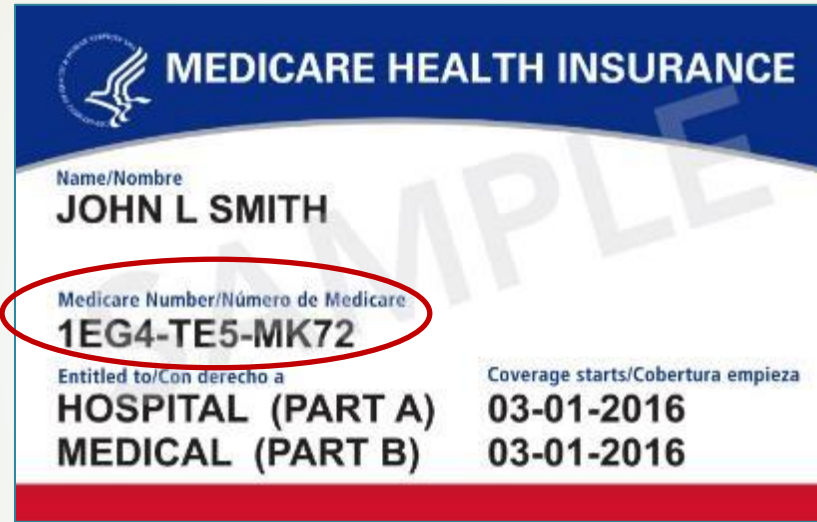 MEDICARE HEALTH INSURANCE
Name/Nombre
JOHN L SMITH
Medicare Number/Número de Medicare
1EG4-TE5-MK72
Entitled to/Con derecho a
Coverage starts/Cobertura empieza
HOSPITAL (PART A) 03-01-2016
MEDICAL (PART B) 03-01-2016
SAMPLE